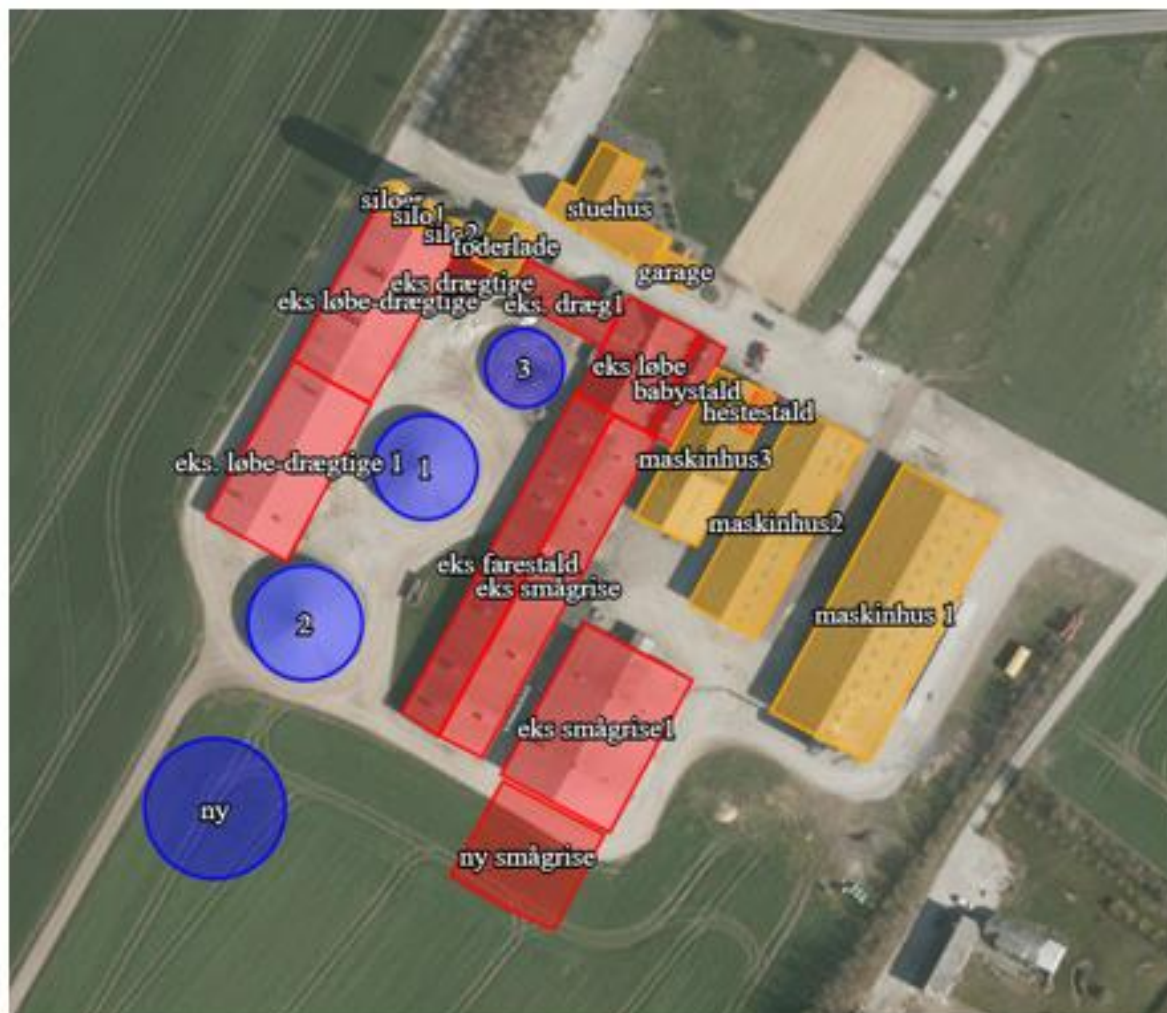 siloer
silo1
stuehus
silo2
foderlade
garage
eks drægtige
eks løbe-drægtige
eks. dræg1
3
eks løbe
babystald
hestestald
eks. løbe-drægtige 1
1
maskinhus3
maskinhus2
eks farestald
eks smågrise
maskinhus 1
2
eks smågrise1
ny
ny smågrise